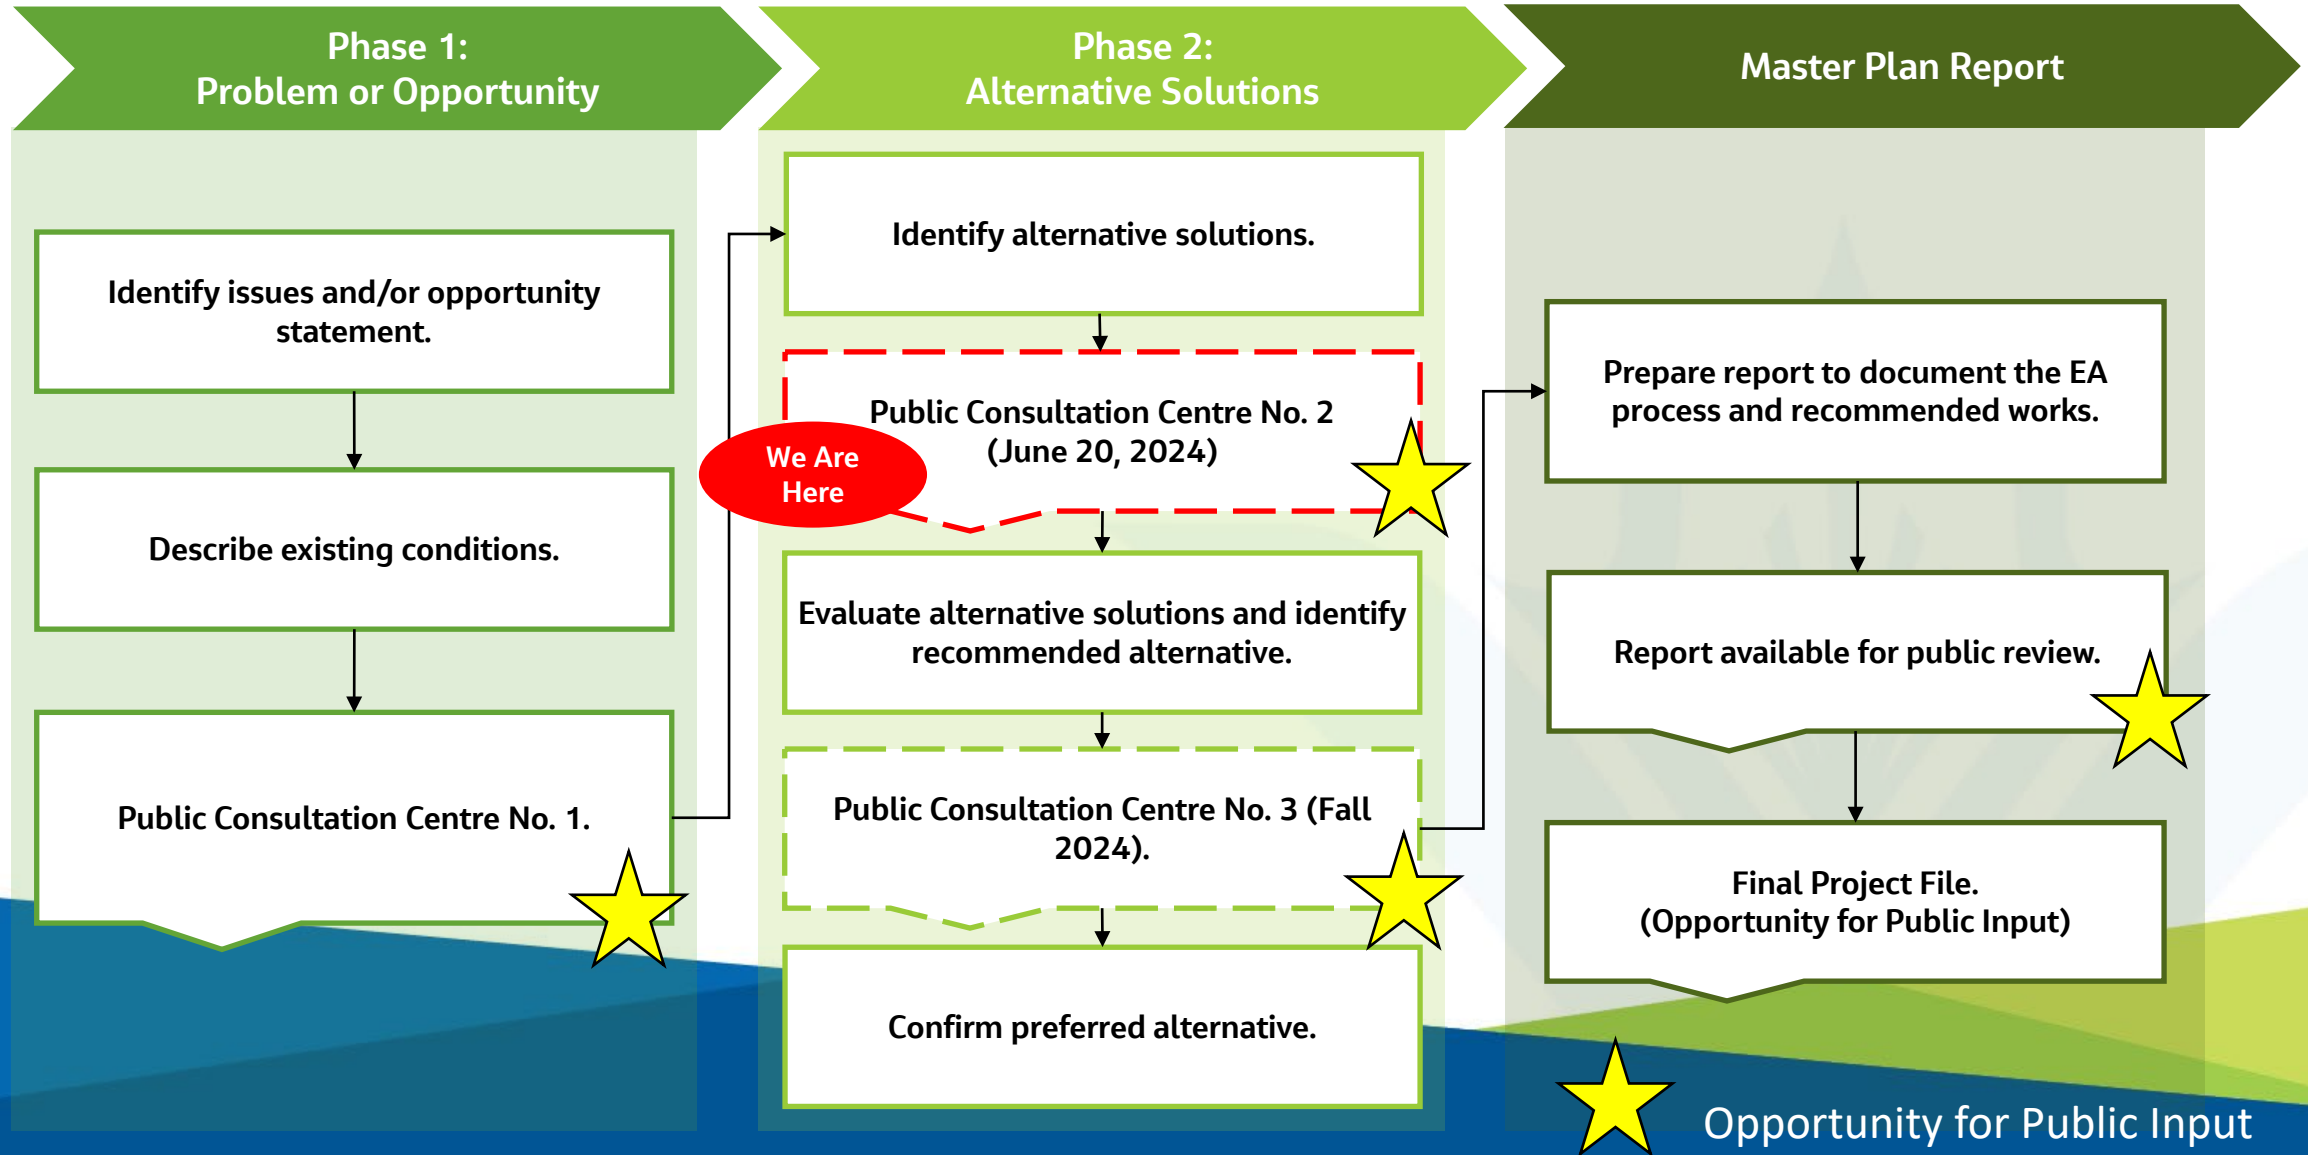 Phase 1:
Problem or Opportunity
Identify issues and/or opportunity
statement.
Describe existing conditions.
Public Consultation Centre No. 1.
Phase 2:
Alternative Solutions
Identify alternative solutions.
Public Consultation Centre No. 2
(June 20, 2024)
We Are
Here
Evaluate alternative solutions and identify
recommended alternative.
Public Consultation Centre No. 3 (Fall
2024).
Confirm preferred alternative.
Master Plan Report
Prepare report to document the EA
process and recommended works.
Report available for public review.
Final Project File.
(Opportunity for Public Input)
Opportunity for Public Input